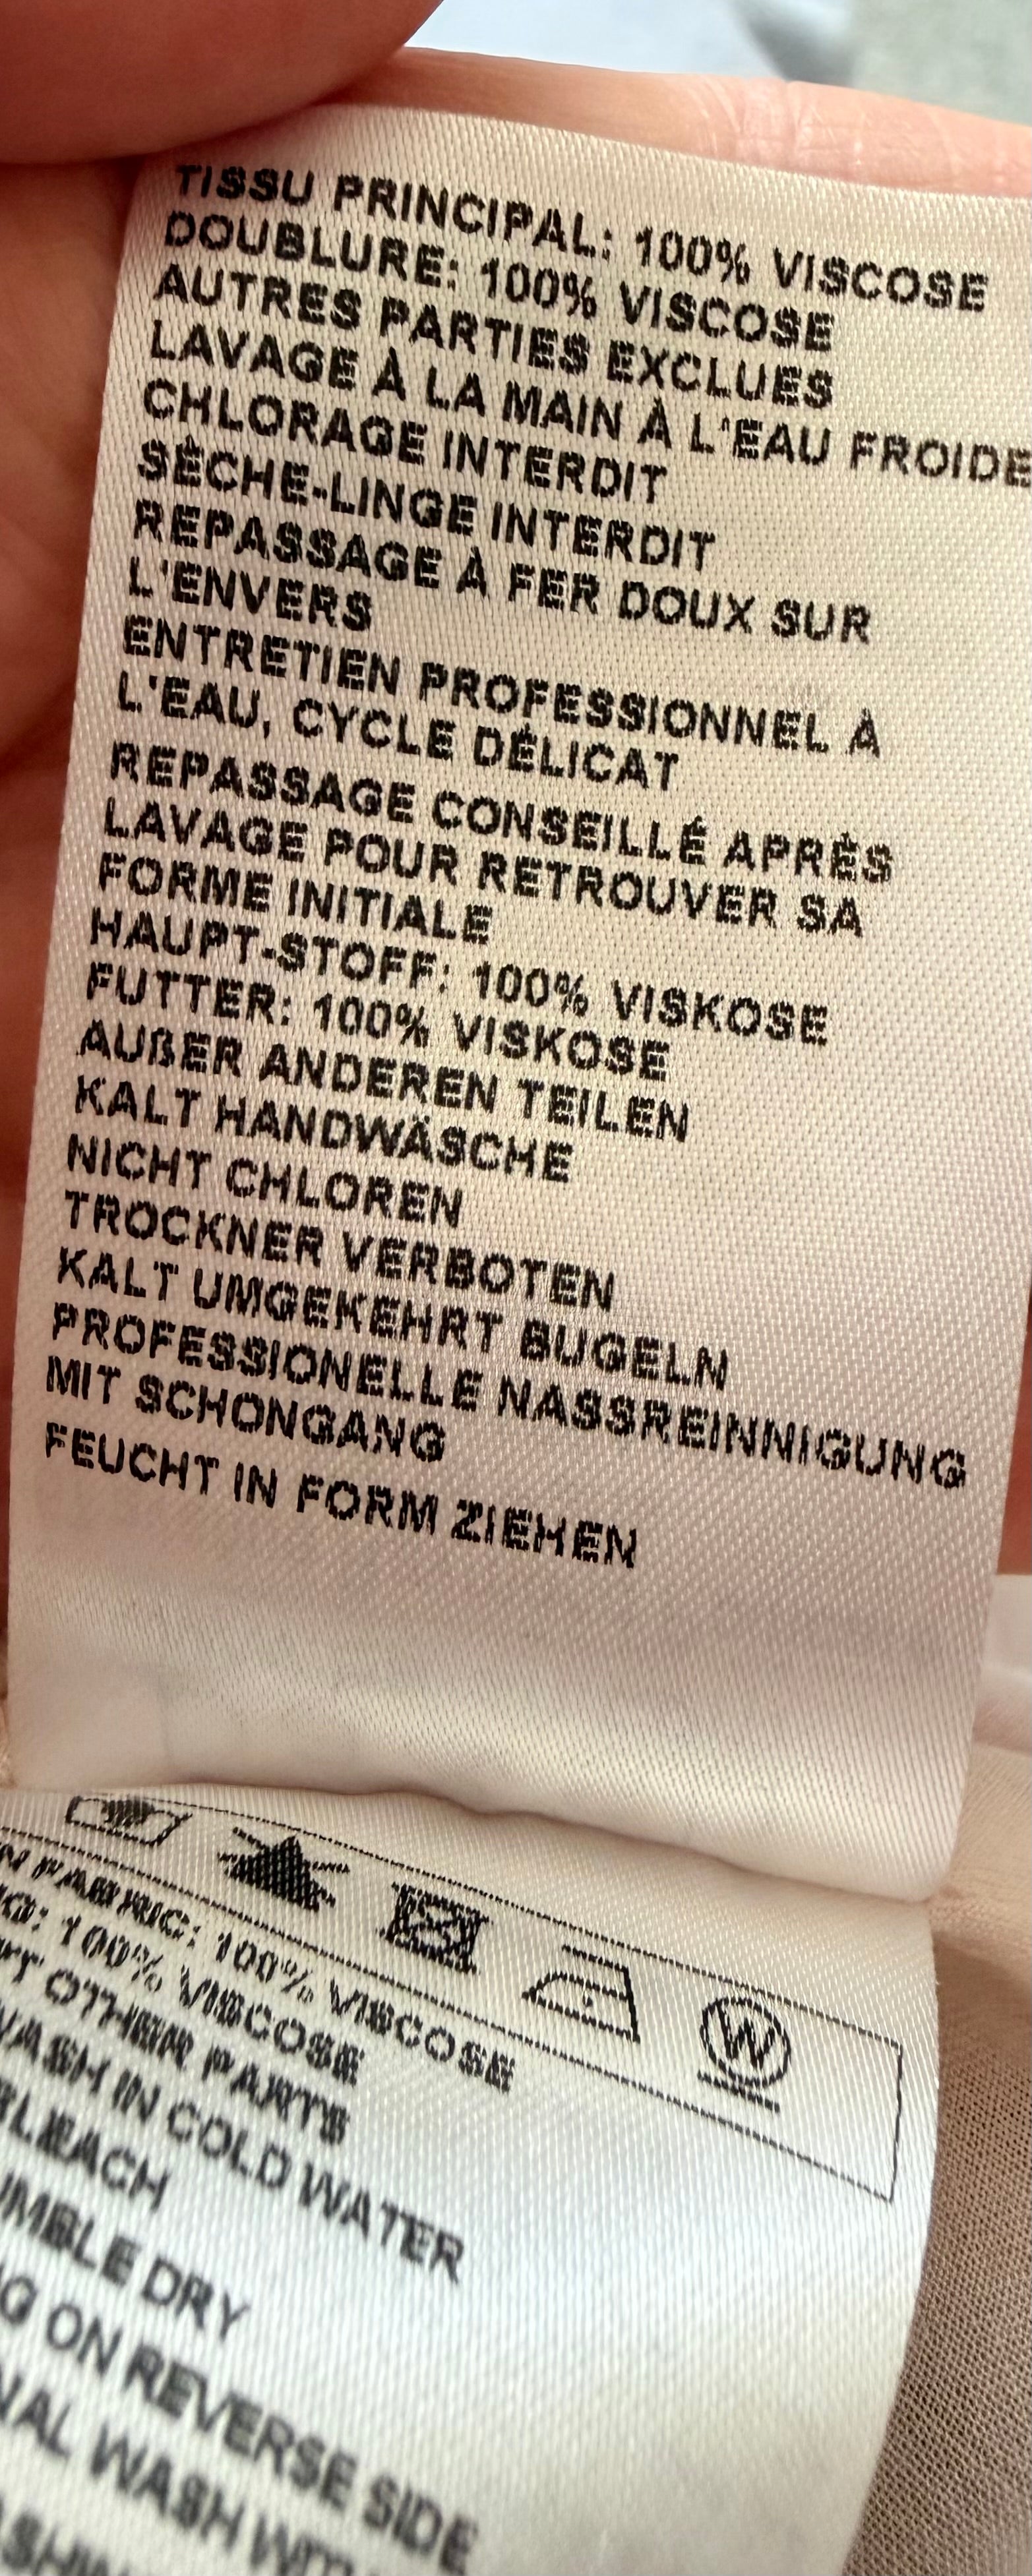 TISSU PRINCIPAL: 100% VISCOSE
DOUBLURE: 100% VISCOSE
AUTRES PARTIES EXCLUES
LAVAGE À LA MAIN À L'EAU FROIDE
CHLORAGE INTERDIT
SÈCHE-LINGE INTERDIT
REPASSAGE À FER DOUX SUR
L'ENVERS
ENTRETIEN PROFESSIONNEL À
L'EAU, CYCLE DÉLICAT
REPASSAGE CONSEILLÉ APRÈS
LAVAGE POUR RETROUVER SA
FORME INITIALE
HAUPT-STOFF: 100% VISKOSE
FUTTER: 100% VISKOSE
AUßER ANDEREN TEILEN
KALT HANDWÄSCHE
NICHT CHLOREN
TROCKNER VERBOTEN
KALT UMGEKEHRT BUGELN
PROFESSIONELLE NASSREINNIGUNG
MIT SCHONGANG
FEUCHT IN FORM ZIEHEN
W
FABRIC: 100% VISCOSE
100% VISCOSE
OTHER PARTS
WASH IN COLD WATER
BLEACH
DRY
ON REVERSE SIDE
WASH